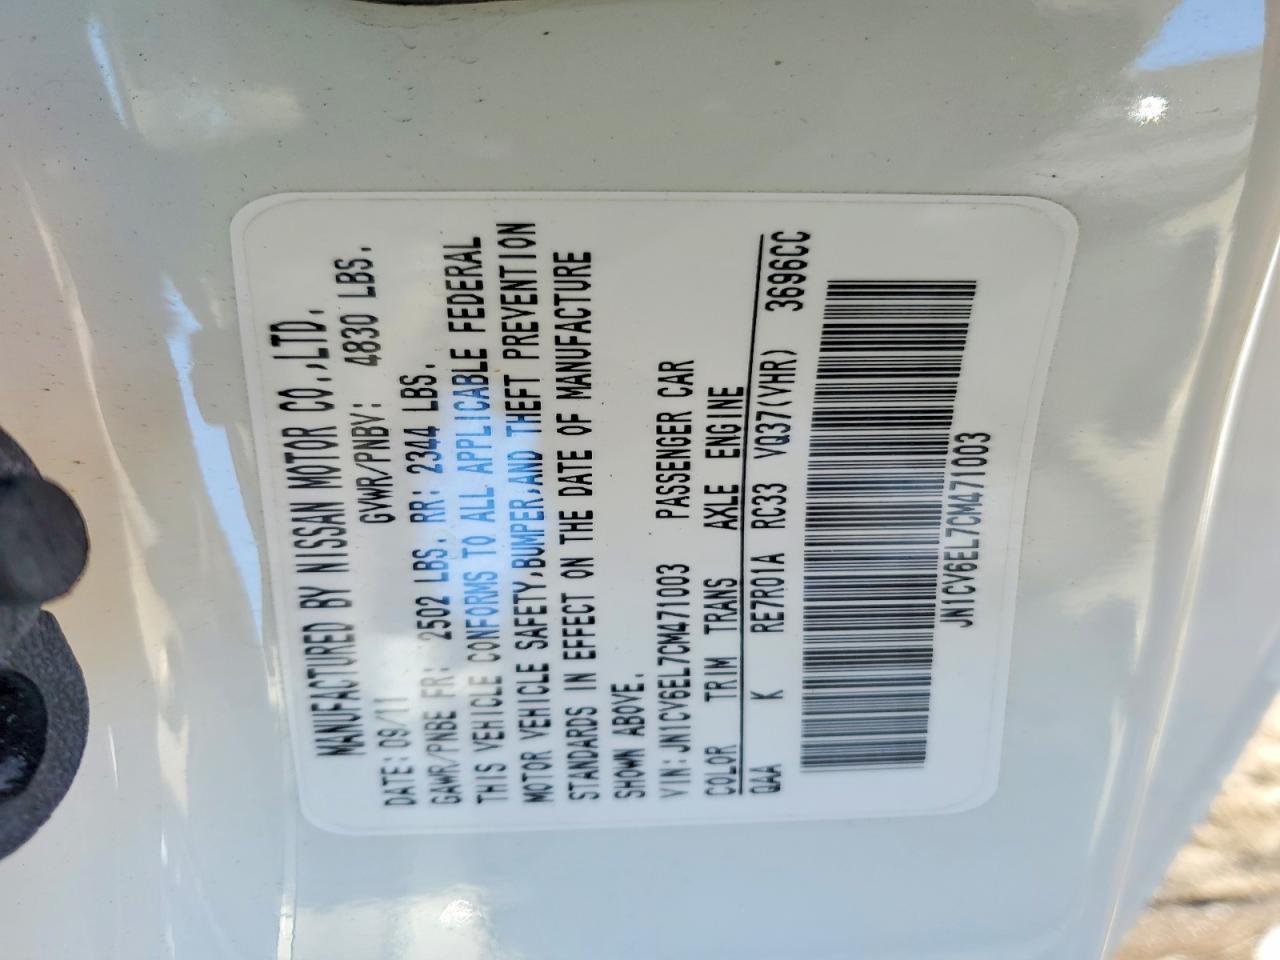 MANUFACTURED BY NISSAN MOTOR CO.,LTD.
DATE:09/11 GVWR/PNBV: 4830 LBS.
GAWR/PNBE FR: 2502 LBS. RR: 2344 LBS.
THIS VEHICLE CONFORMS TO ALL APPLICABLE FEDERAL
MOTOR VEHICLE SAFETY,BUMPER,AND THEFT PREVENTION
STANDARDS IN EFFECT ON THE DATE OF MANUFACTURE
SHOWN ABOVE.
VIN:JN1CV6EL7CM471003 PASSENGER CAR
COLOR TRIM TRANS AXLE ENGINE
QAA K RE7R01A RC33 VQ37(VHR) 3696CC
JN1CV6EL7CM471003